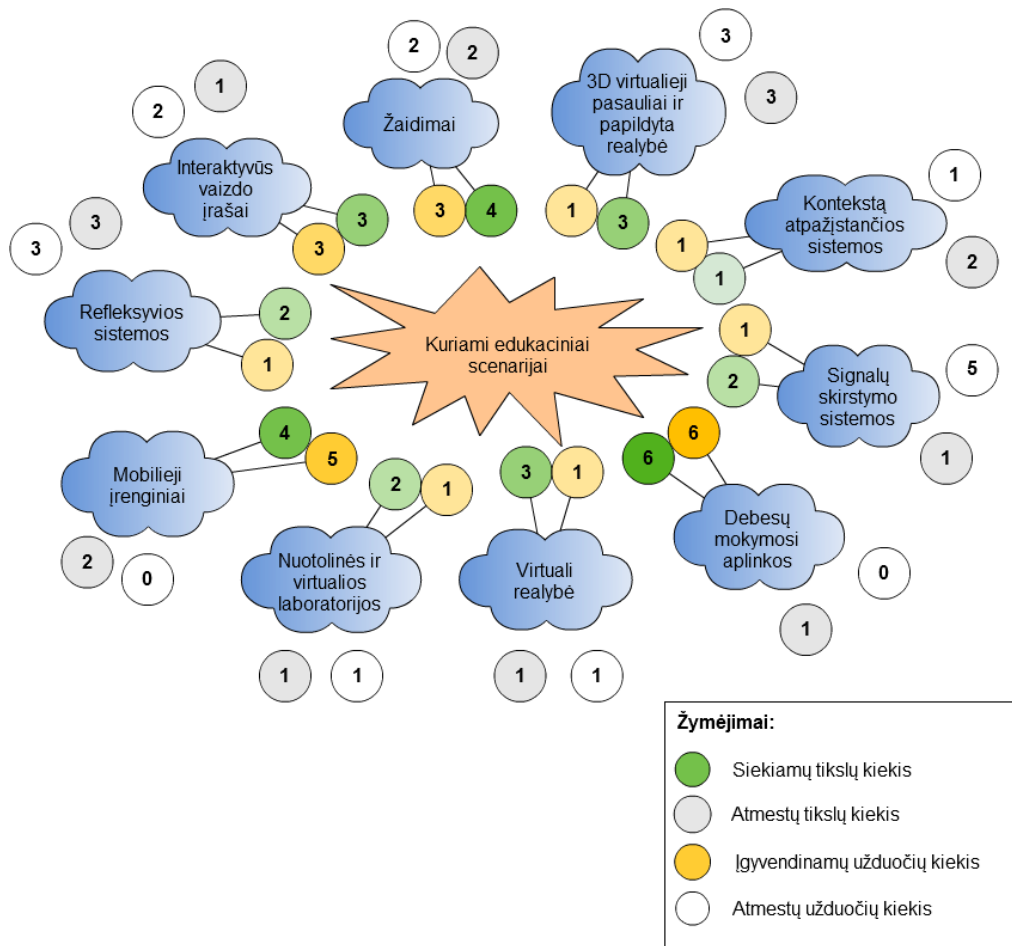 2
2
Žaidimai
3
4
3
3
3D virtualieji
pasauliai ir
papildyta
realybė
1
3
1
2
Interaktyvūs
vaizdo
įrašai
3
3
1
2
Kontekstą
atpažįstančios
sistemos
1
1
3
3
Refleksyvios
sistemos
2
1
Kuriami edukaciniai
scenarijai
1
2
Signalų
skirstymo
sistemos
5
1
4
5
Mobilieji
įrenginiai
2
0
2
1
Nuotolinės ir
virtualios
laboratorijos
1
1
3
1
Virtuali
realybė
1
1
6
6
Debesų
mokymosi
aplinkos
0
1
Žymėjimai:
Siekiamų tikslų kiekis
Atmestų tikslų kiekis
Įgyvendinamų užduočių kiekis
Atmestų užduočių kiekis